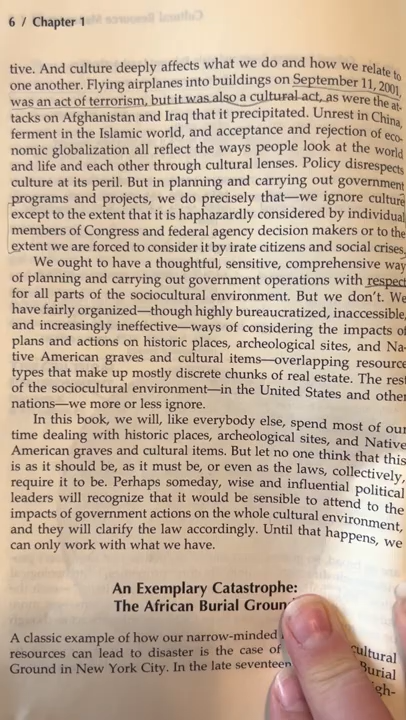 6 / Chapter 1
tive. And culture deeply affects what we do and how we relate to
one another. Flying airplanes into buildings on September 11, 2001,
was an act of terrorism, but it was also a cultural act, as were the at-
tacks on Afghanistan and Iraq that it precipitated. Unrest in China,
ferment in the Islamic world, and acceptance and rejection of eco-
nomic globalization all reflect the ways people look at the world
and life and each other through cultural lenses. Policy disrespects
culture at its peril. But in planning and carrying out government
programs and projects, we do precisely that—we ignore culture
except to the extent that it is haphazardly considered by individual
members of Congress and federal agency decision makers or to the
extent we are forced to consider it by irate citizens and social crises.
We ought to have a thoughtful, sensitive, comprehensive way
of planning and carrying out government operations with respect
for all parts of the sociocultural environment. But we don't. We
have fairly organized—though highly bureaucratized, inaccessible,
and increasingly ineffective—ways of considering the impacts of
plans and actions on historic places, archeological sites, and Na-
tive American graves and cultural items—overlapping resource
types that make up mostly discrete chunks of real estate. The rest
of the sociocultural environment—in the United States and other
nations—we more or less ignore.
In this book, we will, like everybody else, spend most of our
time dealing with historic places, archeological sites, and Native
American graves and cultural items. But let no one think that this
is as it should be, as it must be, or even as the laws, collectively,
require it to be. Perhaps someday, wise and influential political
leaders will recognize that it would be sensible to attend to the
impacts of government actions on the whole cultural environment,
and they will clarify the law accordingly. Until that happens, we
can only work with what we have.
An Exemplary Catastrophe:
The African Burial Groun
A classic example of how our narrow-minded cultural
resources can lead to disaster is the case of Burial
Ground in New York City. In the late seventeen igh-